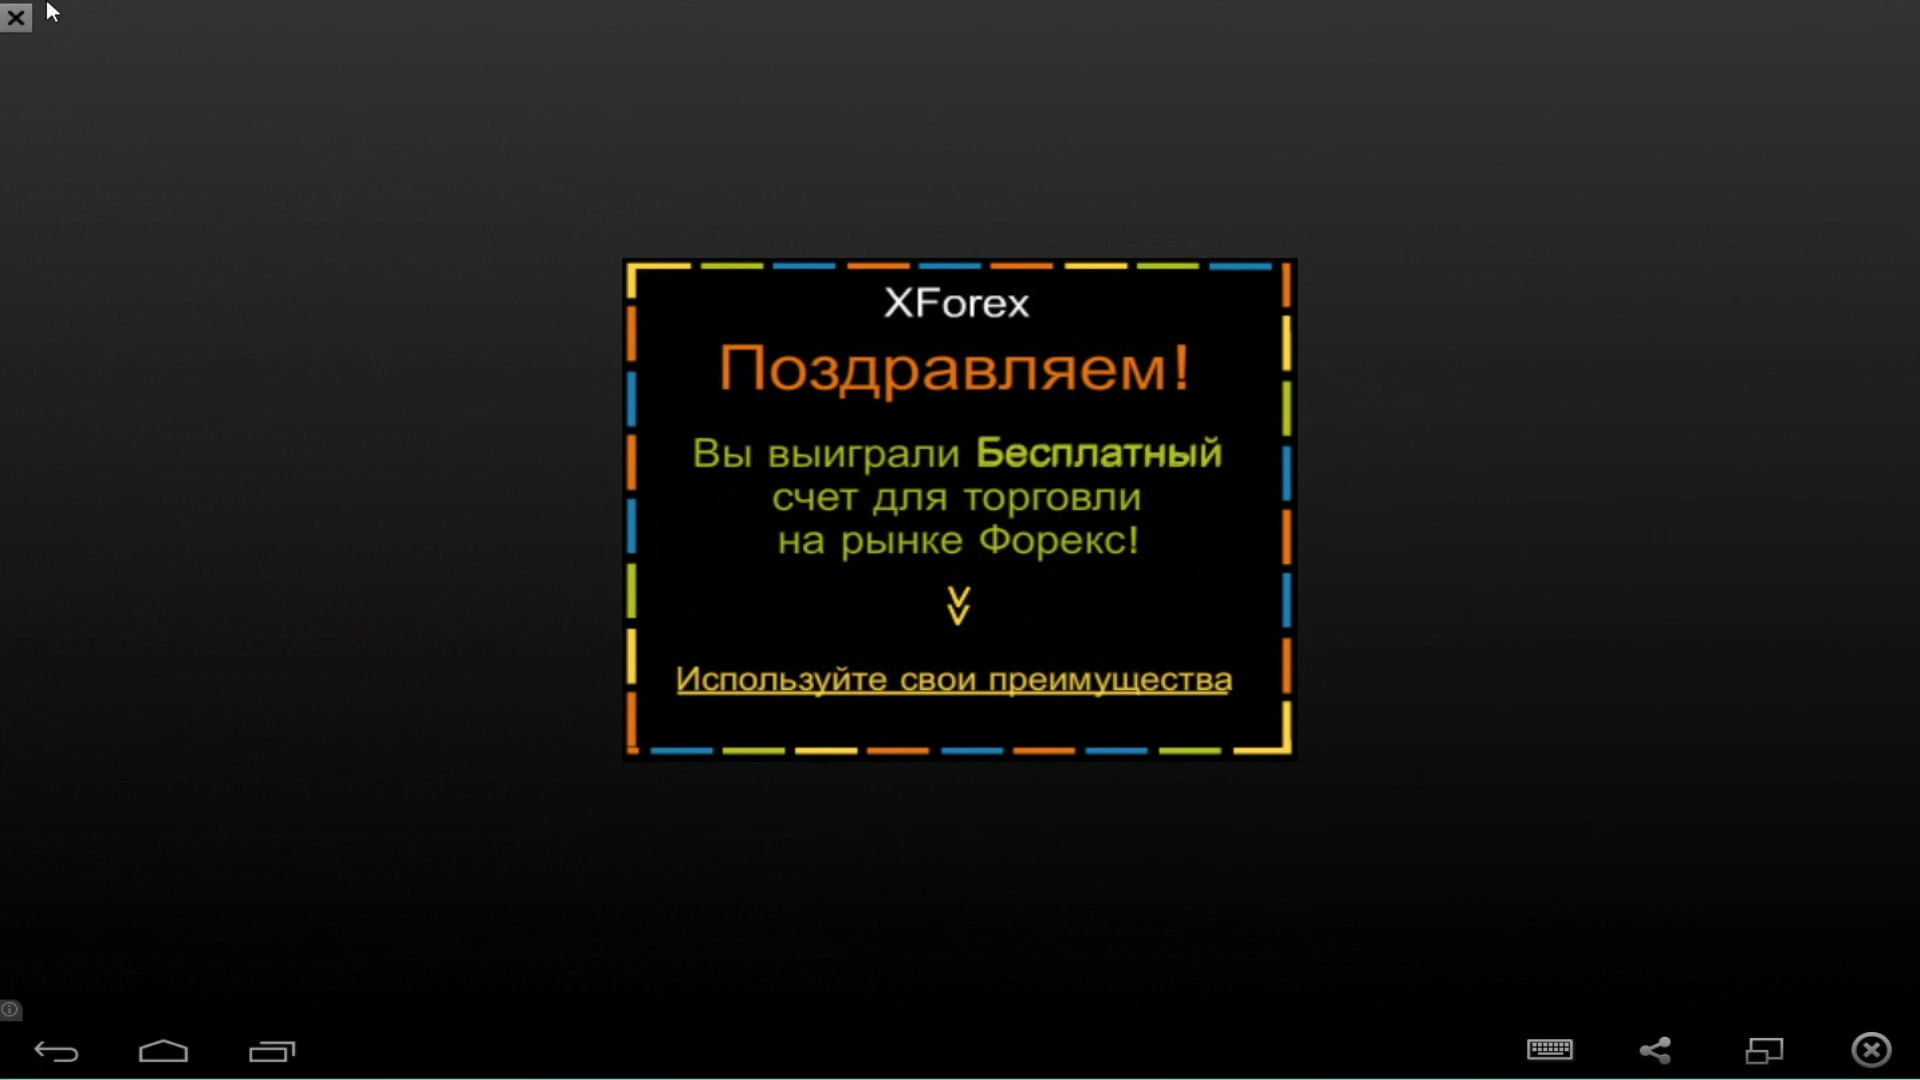 XForex
Поздравляем!
Вы выиграли Бесплатный
счет для торговли
на рынке Форекс!
Используйте свои преимущества